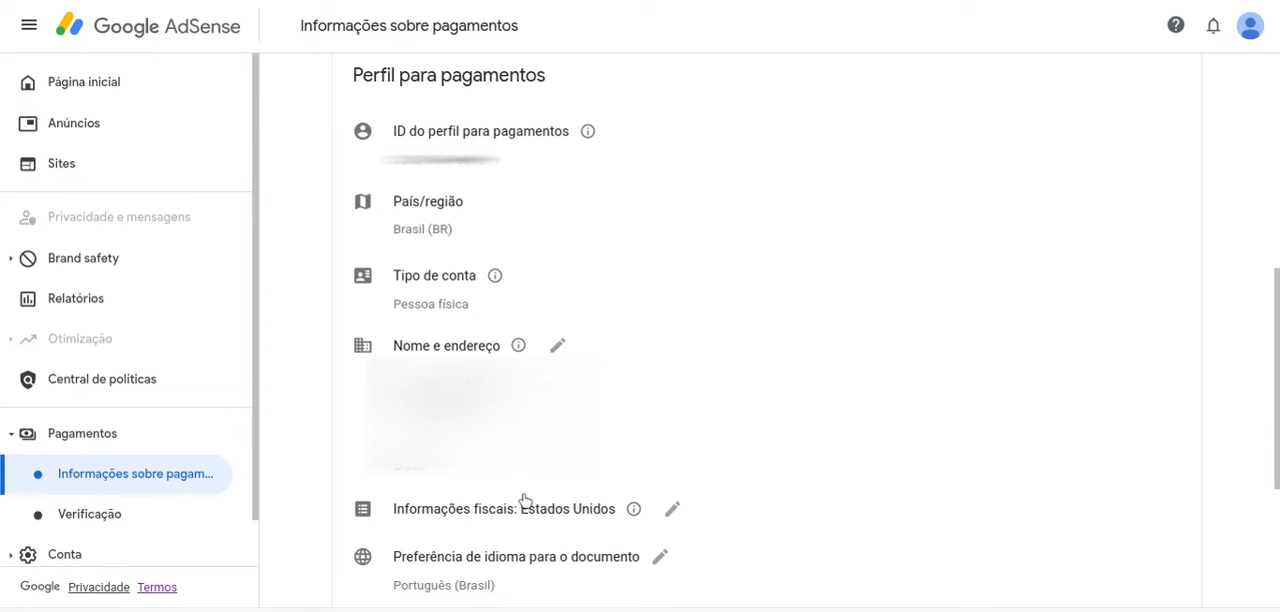 Google AdSense
Informações sobre pagamentos
Página inicial
Anúncios
Sites
Privacidade e mensagens
Brand safety
Relatórios
Otimização
Central de políticas
Pagamentos
Informações sobre pagam...
Verificação
Conta
Google Privacidade Termos
Perfil para pagamentos
ID do perfil para pagamentos
País/região
Brasil (BR)
Tipo de conta
Pessoa física
Nome e endereço
Informações fiscais: Estados Unidos
Preferência de idioma para o documento
Português (Brasil)